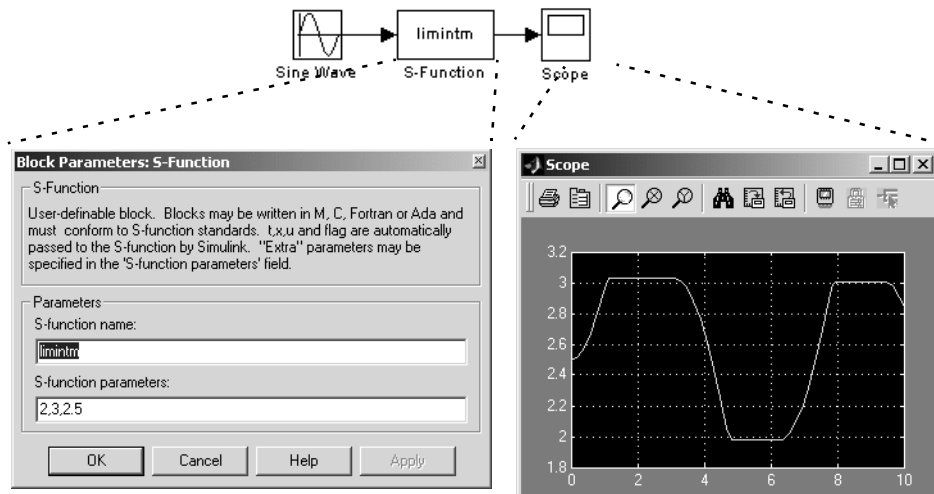 limintm
Sine Wave
S-Function
Scope
Block Parameters: S-Function
S-Function
User-definable block. Blocks may be written in M, C, Fortran or Ada and
must conform to S-function standards. t,x,u and flag are automatically
passed to the S-function by Simulink. "Extra" parameters may be
specified in the 'S-function parameters' field.
Parameters
S-function name:
limintm
S-function parameters:
2,3,2.5
OK
Cancel
Help
Apply
Scope
3.2
3
2.8
2.6
2.4
2.2
2
1.8
0
2
4
6
8
10